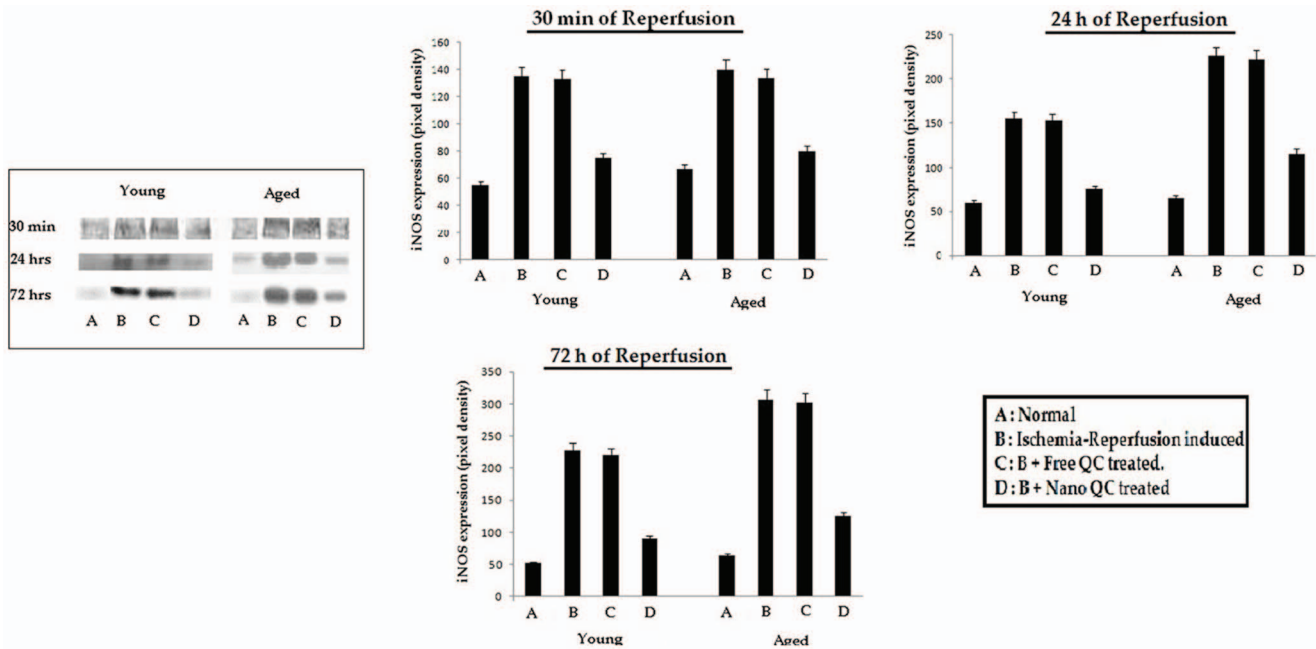 Young Aged
30 min
24 hrs
72 hrs
A B C D A B C D
30 min of Reperfusion
iNOS expression (pixel density)
160
140
120
100
80
60
40
20
0
A B C D A B C D
Young Aged
24 h of Reperfusion
iNOS expression (pixel density)
250
200
150
100
50
0
A B C D A B C D
Young Aged
72 h of Reperfusion
iNOS expression (pixel density)
350
300
250
200
150
100
50
0
A B C D A B C D
Young Aged
A: Normal
B: Ischemia-Reperfusion induced
C: B + Free QC treated.
D: B + Nano QC treated